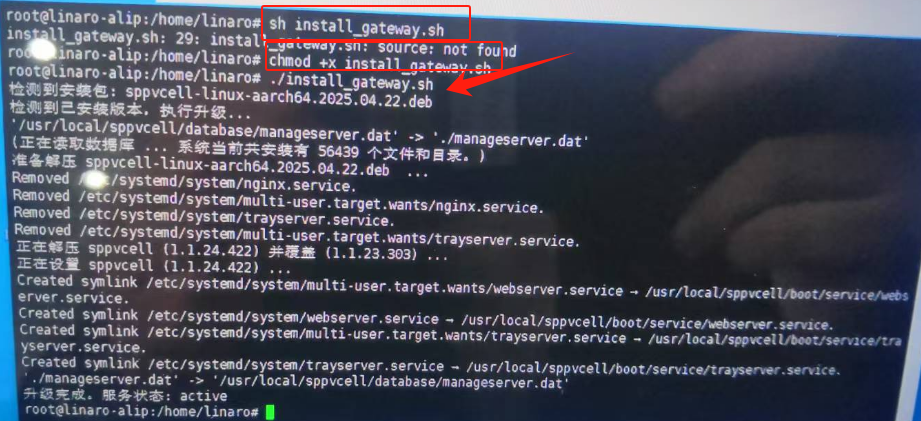 root@linaro-alip:/home/linaro# sh install_gateway.sh
install_gateway.sh: 29: install_gateway.sh: source: not found
root@linaro-alip:/home/linaro# chmod +x install_gateway.sh
root@linaro-alip:/home/linaro# ./install_gateway.sh
检测到安装包: sppvcell-linux-aarch64.2025.04.22.deb
检测到已安装版本，执行升级...
'/usr/local/sppvcell/database/manageserver.dat' -> './manageserver.dat'
(正在读取数据库 ... 系统当前共安装有 56439 个文件和目录。)
准备解压 sppvcell-linux-aarch64.2025.04.22.deb ...
Removed /etc/systemd/system/nginx.service.
Removed /etc/systemd/system/multi-user.target.wants/nginx.service.
Removed /etc/systemd/system/trayserver.service.
Removed /etc/systemd/system/multi-user.target.wants/trayserver.service.
正在解压 sppvcell (1.1.24.422) 并覆盖 (1.1.23.303) ...
正在设置 sppvcell (1.1.24.422) ...
Created symlink /etc/systemd/system/multi-user.target.wants/webserver.service → /usr/local/sppvcell/boot/service/webs
erver.service.
Created symlink /etc/systemd/system/webserver.service → /usr/local/sppvcell/boot/service/webserver.service.
Created symlink /etc/systemd/system/multi-user.target.wants/trayserver.service → /usr/local/sppvcell/boot/service/tra
yserver.service.
Created symlink /etc/systemd/system/trayserver.service → /usr/local/sppvcell/boot/service/trayserver.service.
'./manageserver.dat' -> '/usr/local/sppvcell/database/manageserver.dat'
升级完成。服务状态: active
root@linaro-alip:/home/linaro#